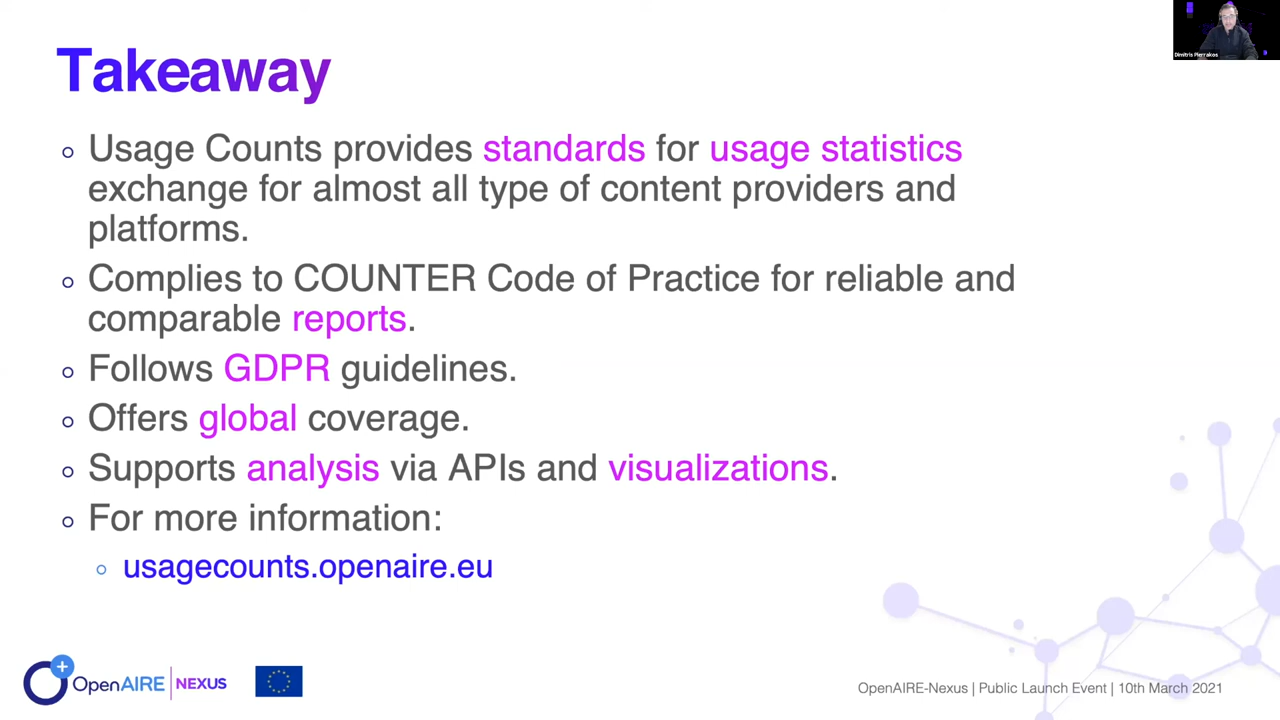 Takeaway
Dimitris Pierrakos
Usage Counts provides standards for usage statistics
exchange for almost all type of content providers and
platforms.
Complies to COUNTER Code of Practice for reliable and
comparable reports.
Follows GDPR guidelines.
Offers global coverage.
Supports analysis via APIs and visualizations.
For more information:
usagecounts.openaire.eu
OpenAIRE | NEXUS
OpenAIRE-Nexus | Public Launch Event | 10th March 2021